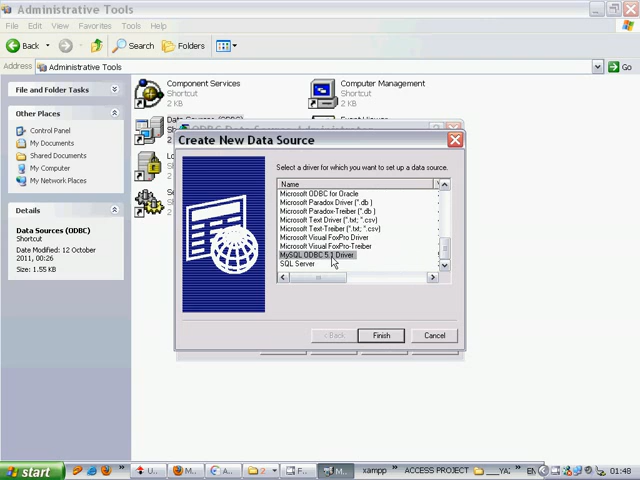 Administrative Tools
File Edit View Favorites Tools Help
Back Search Folders
Address Administrative Tools Go
File and Folder Tasks
Other Places
Control Panel
My Documents
Shared Documents
My Computer
My Network Places
Details
Data Sources (ODBC)
Shortcut
Date Modified: 12 October
2011, 00:26
Size: 1.55 KB
Component Services
Shortcut
2 KB
Computer Management
Shortcut
2 KB
Create New Data Source
Select a driver for which you want to set up a data source.
Name
Microsoft ODBC for Oracle
Microsoft Paradox Driver (*.db )
Microsoft Paradox-Treiber (*.db )
Microsoft Text Driver (*.txt; *.csv)
Microsoft Text-Treiber (*.txt; *.csv)
Microsoft Visual FoxPro Driver
Microsoft Visual FoxPro-Treiber
MySQL ODBC 5.1 Driver
SQL Server
< Back Finish Cancel
start U.. M.. A.. 2 F.. M.. xampp ACCESS PROJECT EN 01:48